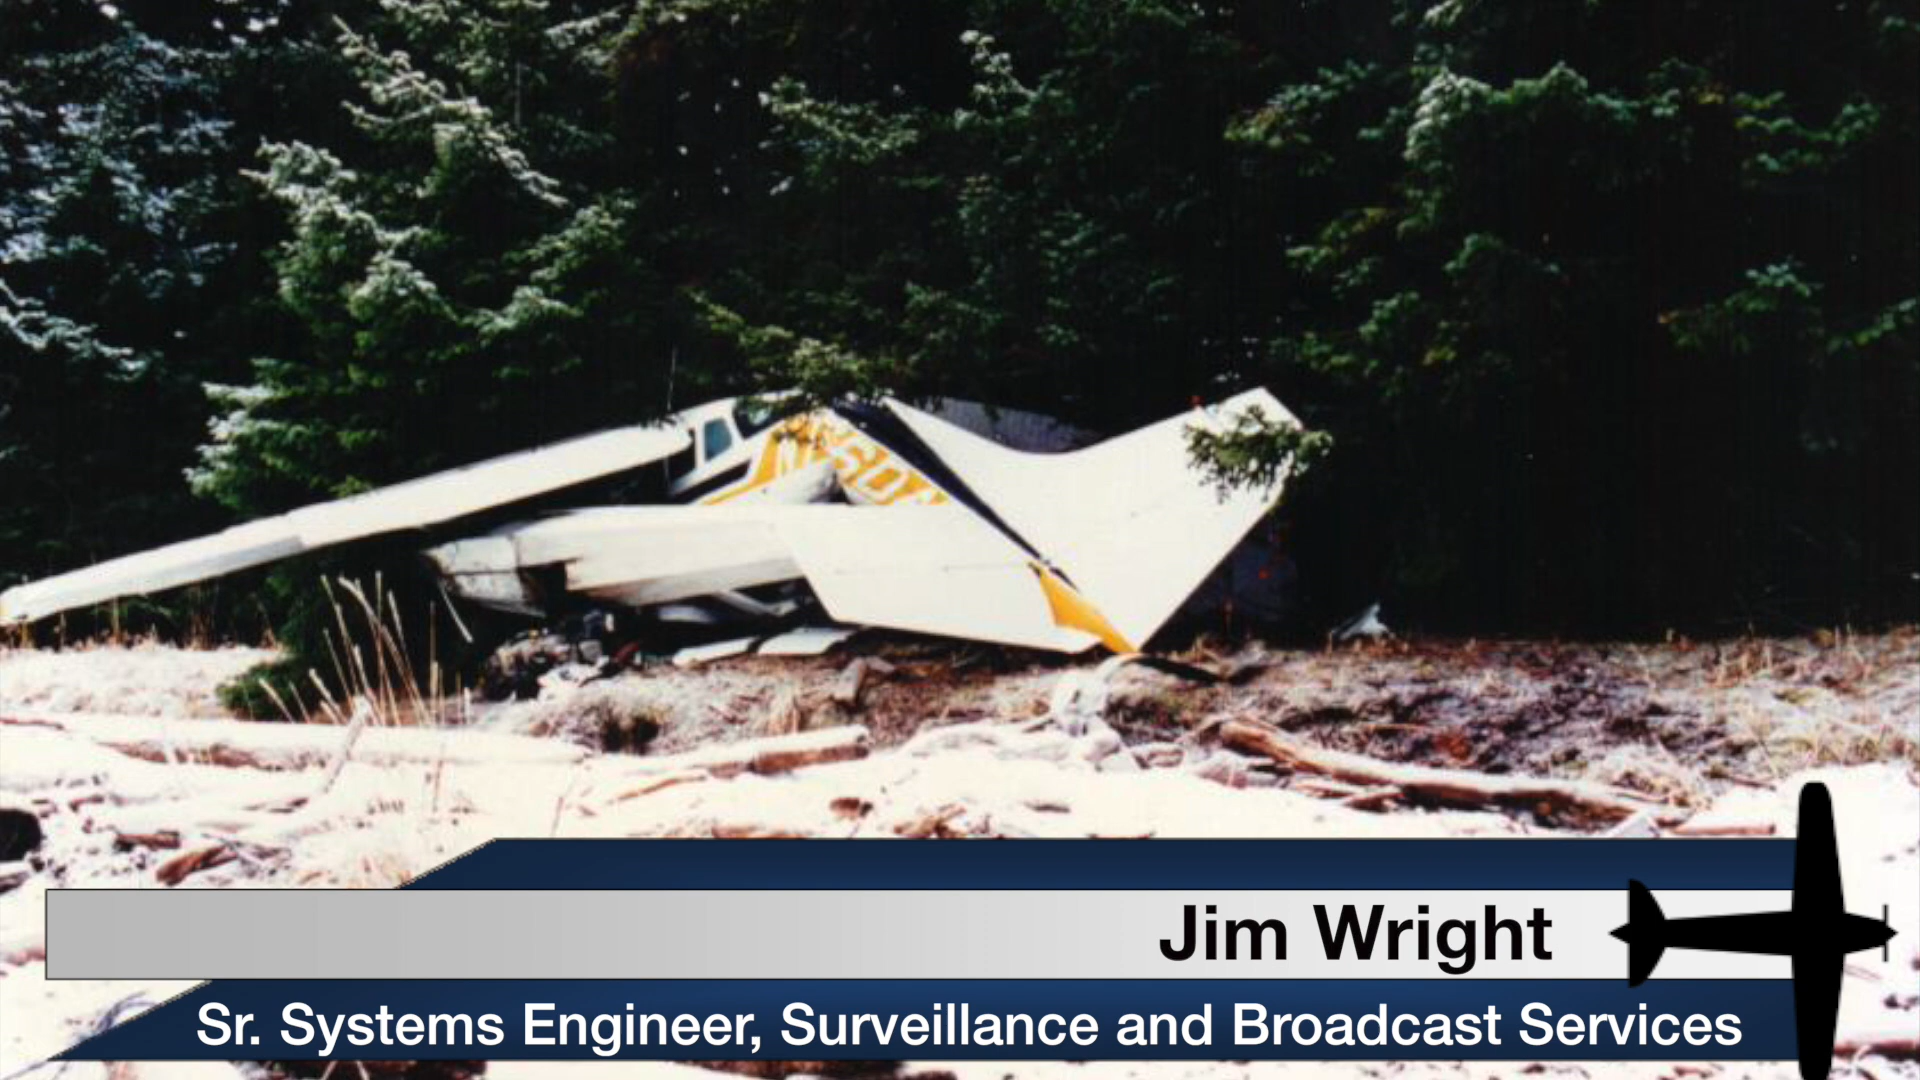 Jim Wright
Sr. Systems Engineer, Surveillance and Broadcast Services